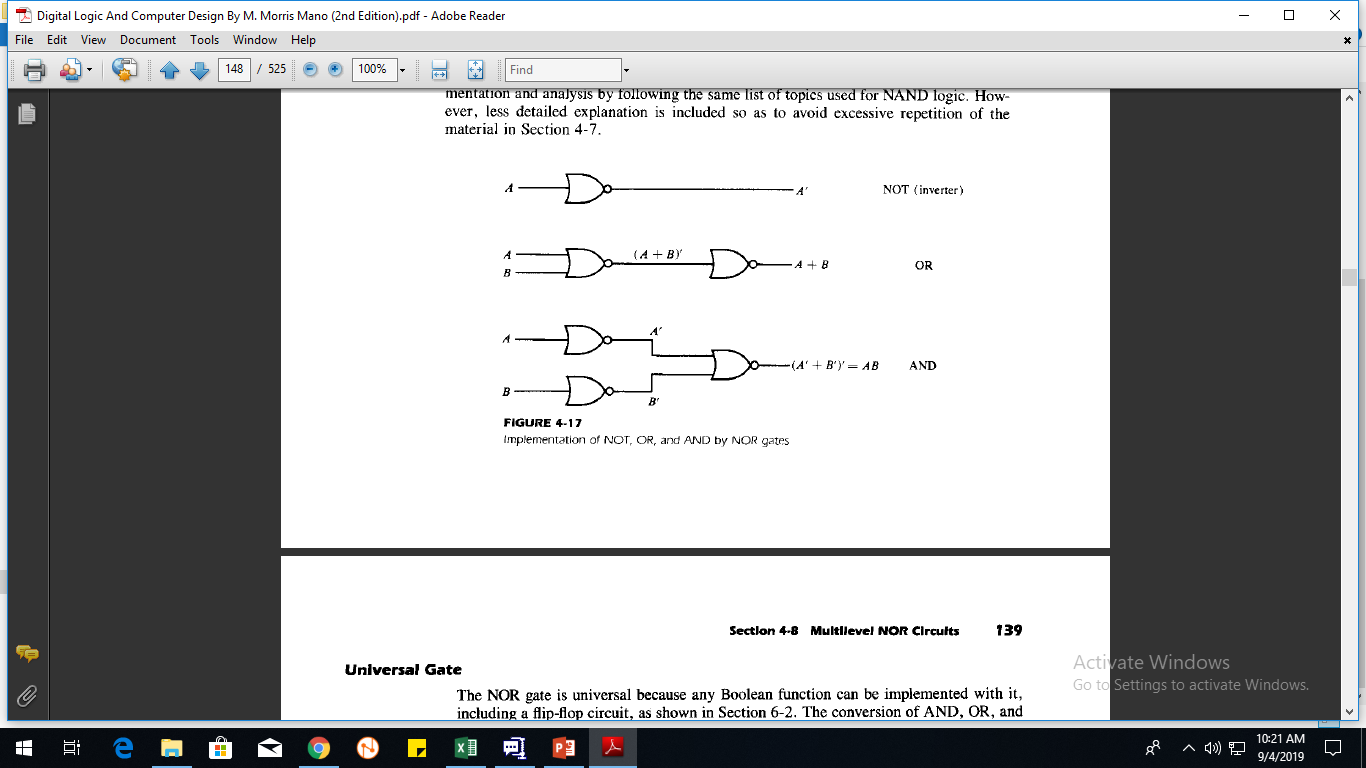 Digital Logic And Computer Design By M. Morris Mano (2nd Edition).pdf - Adobe Reader
File Edit View Document Tools Window Help
148 / 525 100% Find
mentation and analysis by following the same list of topics used for NAND logic. How-
ever, less detailed explanation is included so as to avoid excessive repetition of the
material in Section 4-7.
A A' NOT (inverter)
A B (A + B)' A + B OR
A A'
(A' + B')' = AB AND
B B'
FIGURE 4-17
Implementation of NOT, OR, and AND by NOR gates
Section 4-8 Multilevel NOR Circuits 139
Universal Gate
The NOR gate is universal because any Boolean function can be implemented with it,
including a flip-flop circuit, as shown in Section 6-2. The conversion of AND, OR, and
Activate Windows
Go to Settings to activate Windows.
10:21 AM
9/4/2019